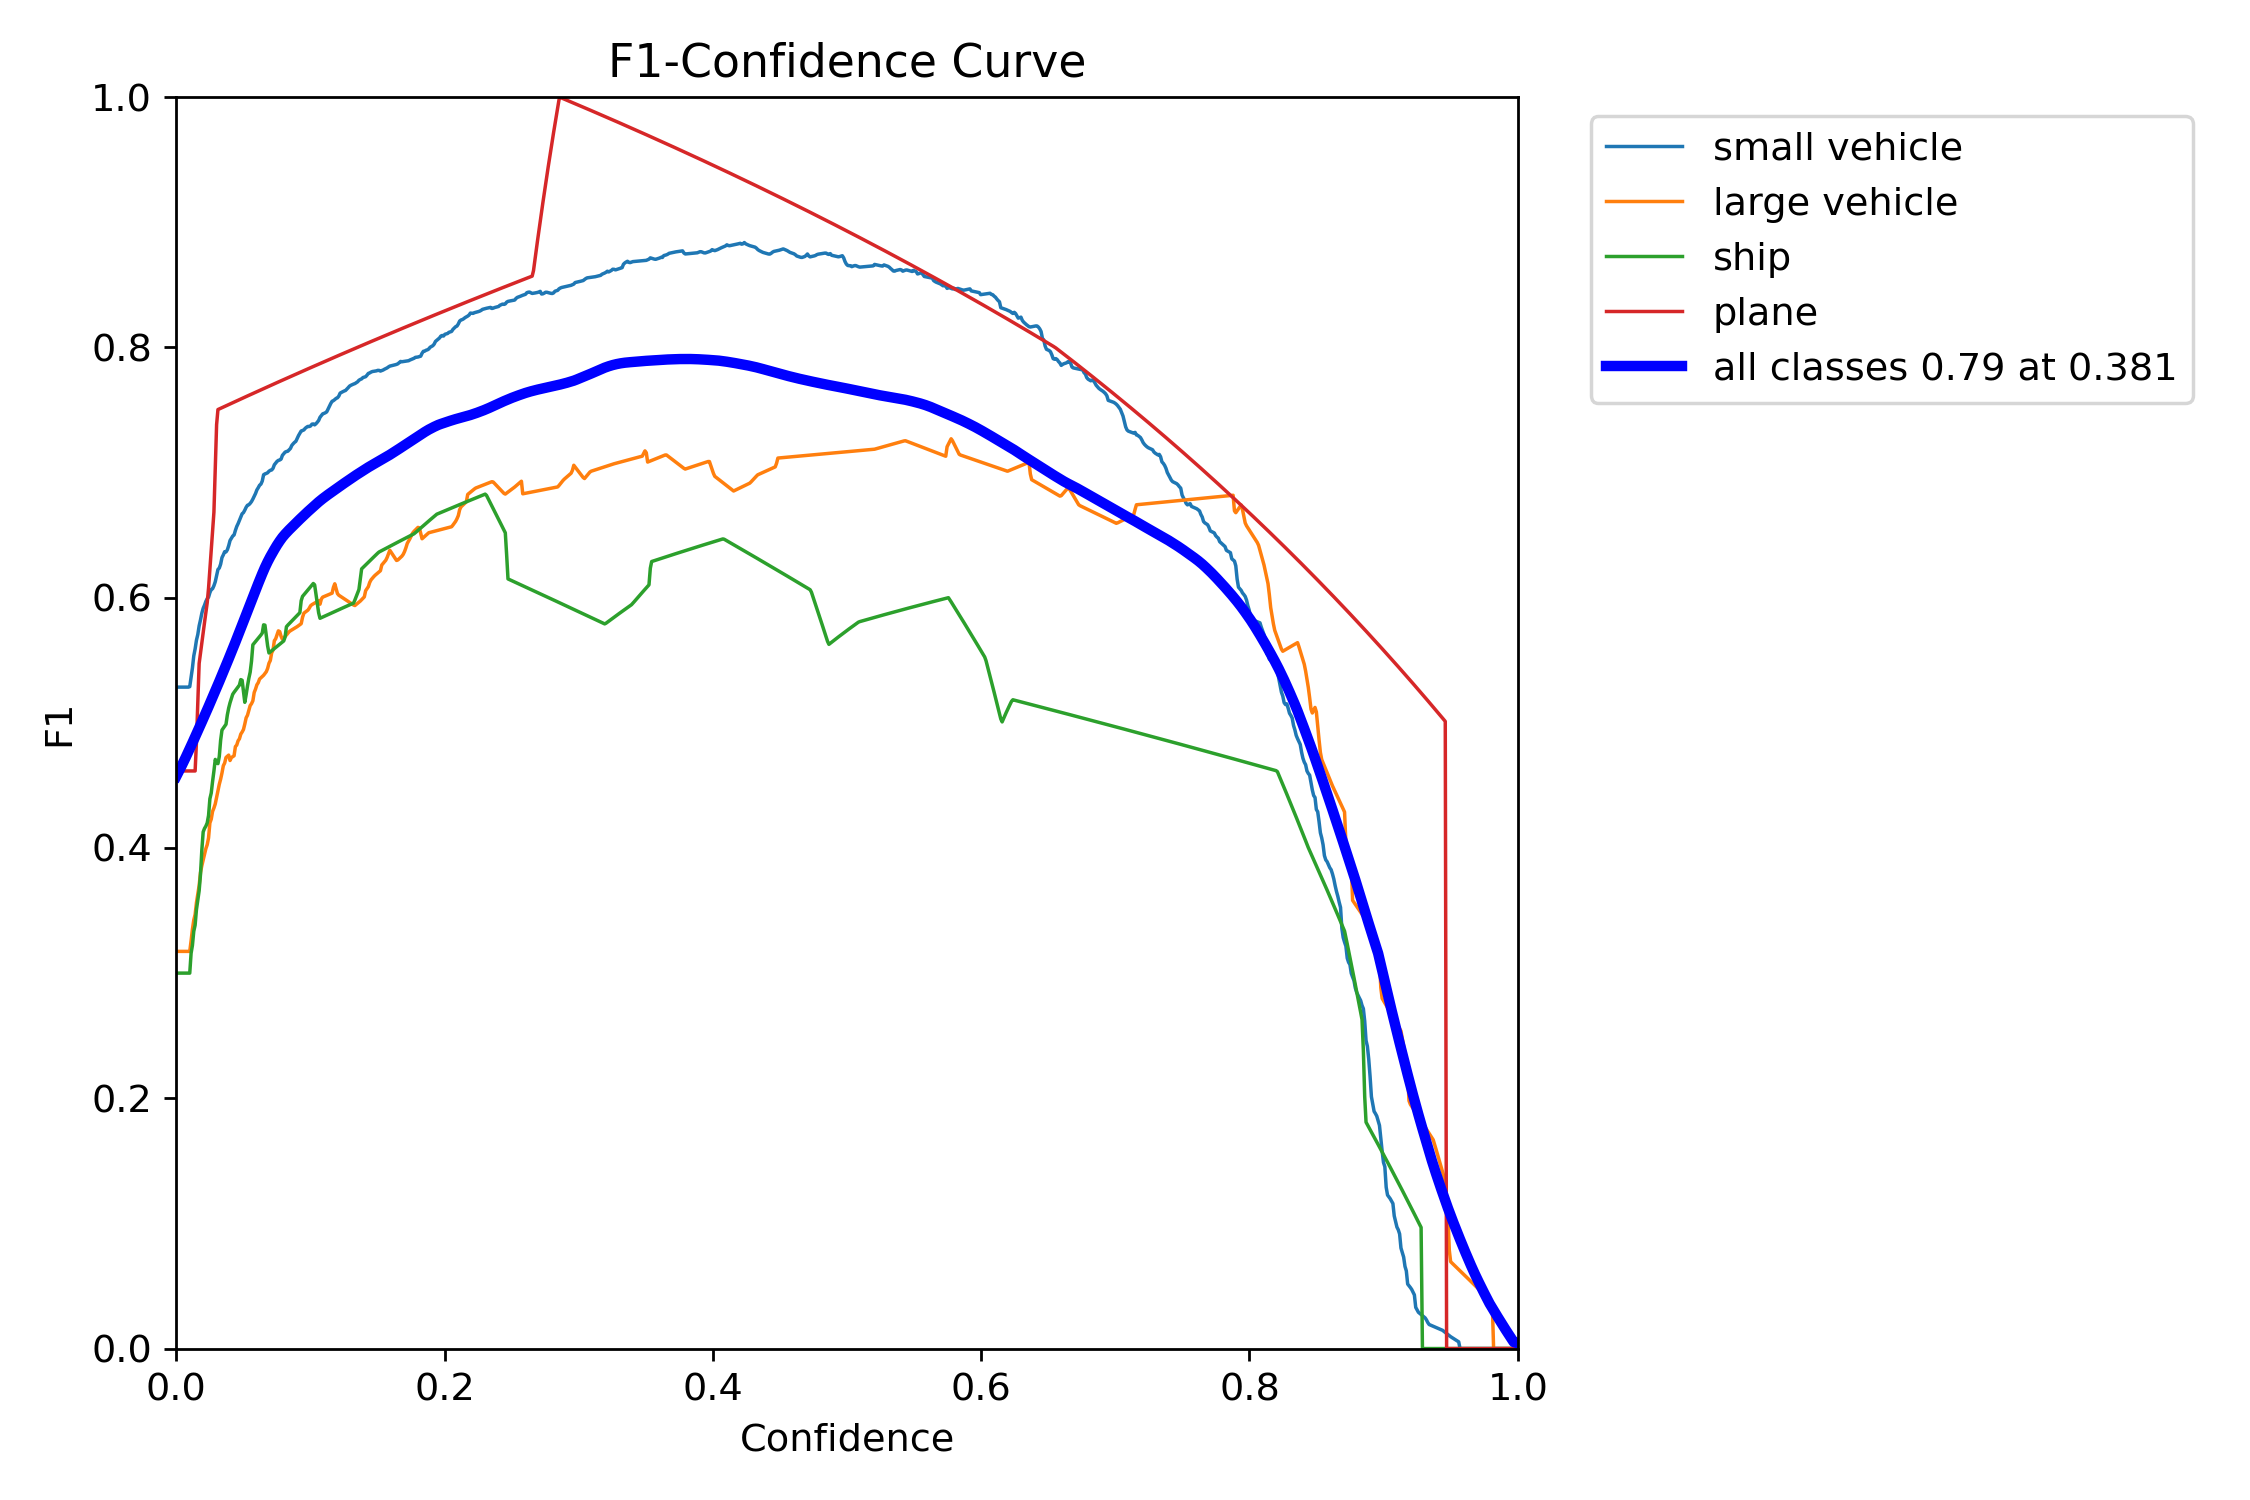 F1-Confidence Curve
1.0
0.8
0.6
0.4
0.2
0.0
F1
0.0 0.2 0.4 0.6 0.8 1.0
Confidence
small vehicle
large vehicle
ship
plane
all classes 0.79 at 0.381